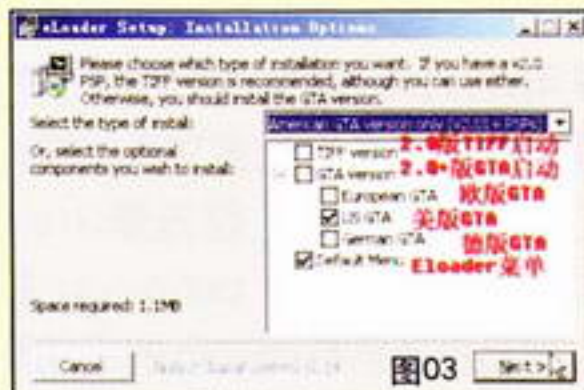 eLoader Setup: Installation Options
Please choose which type of installation you want. If you have a v2.0
PSP, the TIFF version is recommended, although you can use either.
Otherwise, you should install the GTA version.
Select the type of install:
American GTA version only
Or, select the optional
components you wish to install:
TIFF version 2.0版TIFF启动
GTA version 2.0+版GTA启动
European GTA 欧版GTA
US GTA 美版GTA
German GTA 德版GTA
Default Menu Eloader菜单
Space required: 1.1MB
Cancel
图03
Next >